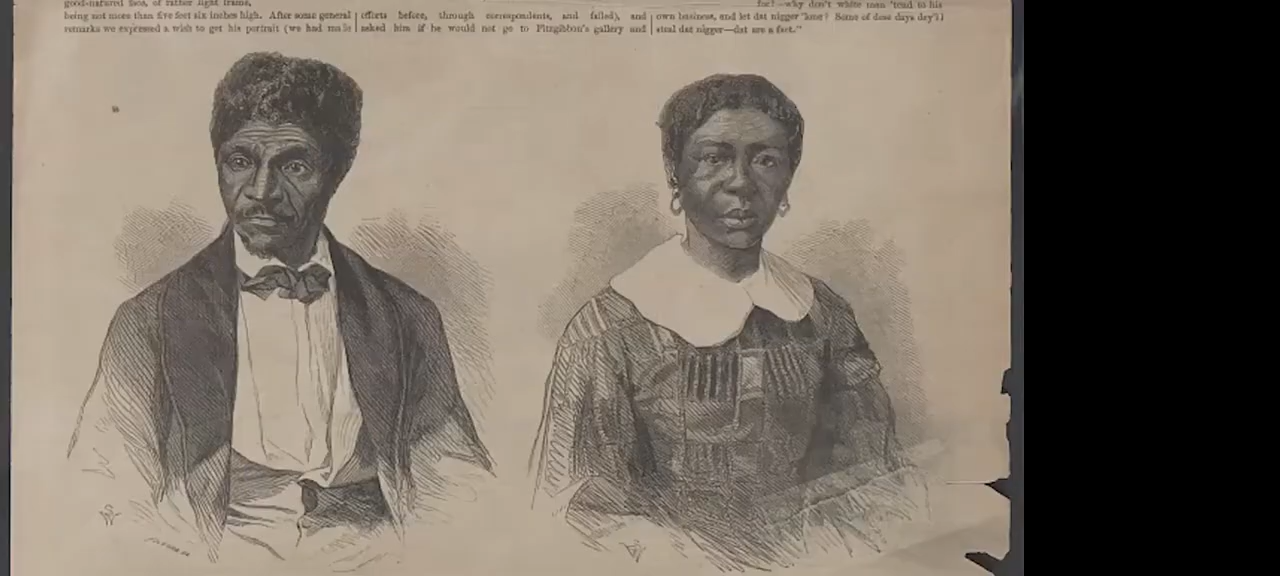 good-natured face, of rather light frame,
being not more than five feet six inches high. After some general
remarks we expressed a wish to get his portrait (we had made
efforts before, through correspondents, and failed), and
asked him if he would not go to Fitzgibbon's gallery and
for?—why don't white man 'tend to his
own business, and let dat nigger 'lone? Some of dese days dey'll
steal dat nigger—dat are a fact."